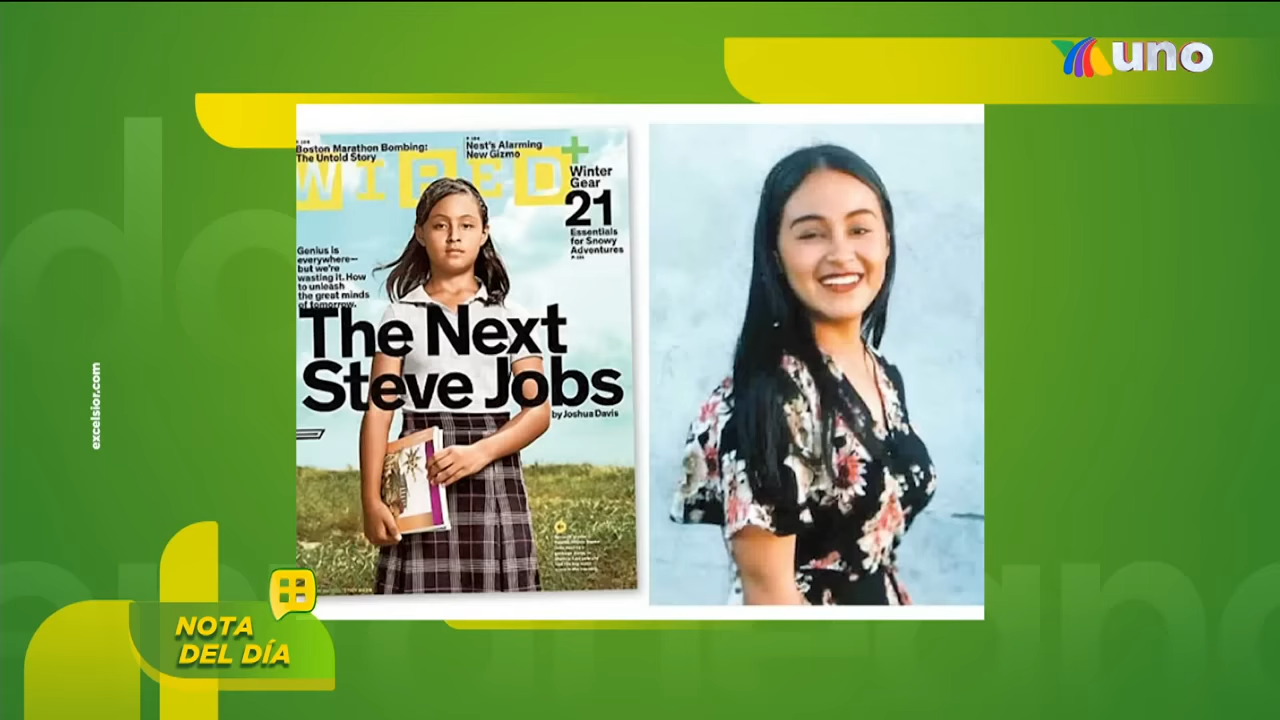 uno
Boston Marathon Bombing:
The Untold Story
Nest's Alarming
New Gizmo
WIRED
+
Winter
Gear
21
Essentials
for Snowy
Adventures
Genius is
everywhere—
but we're
wasting it. How
to unleash
the great minds
of tomorrow.
The Next
Steve Jobs
by Joshua Davis
excelsior.com
NOTA
DEL DÍA